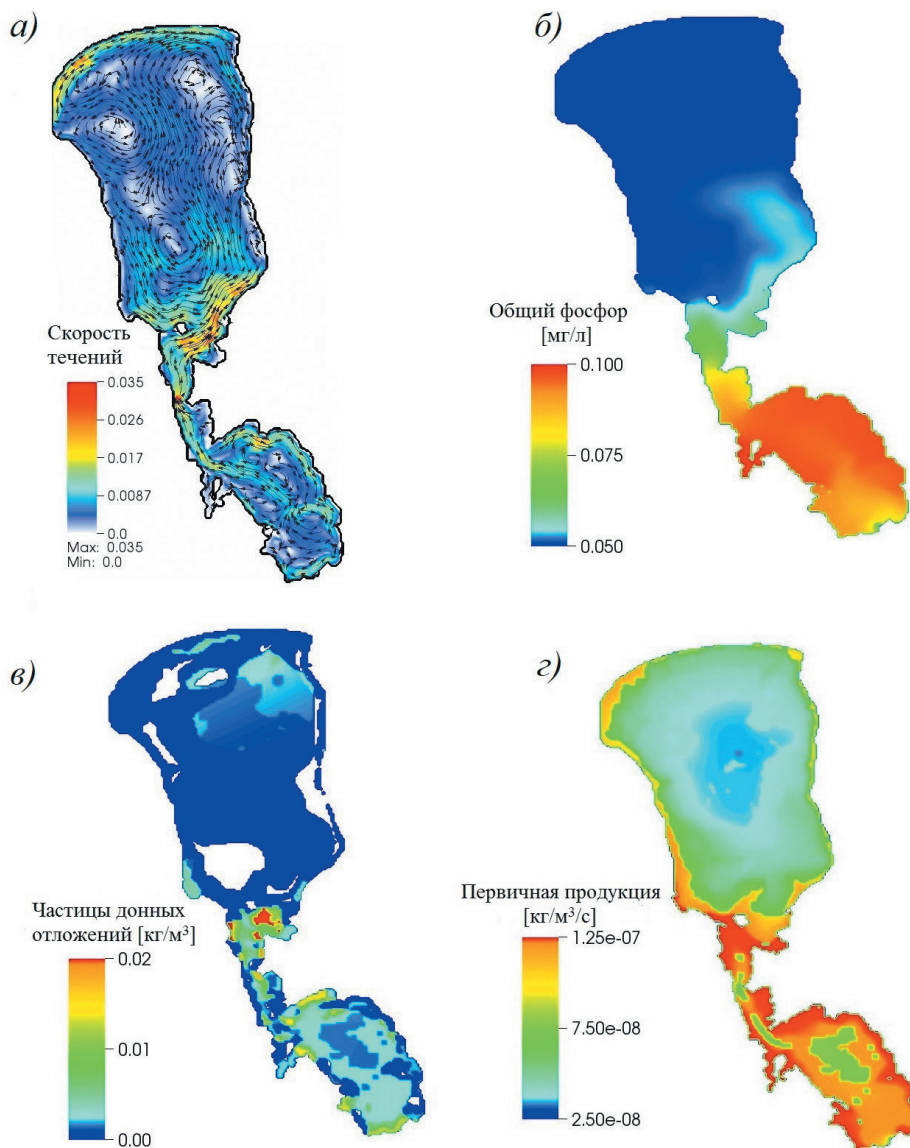 а)
Скорость
течений
0.035
0.026
0.017
0.0087
0.0
Max: 0.035
Min: 0.0
б)
Общий фосфор
[мг/л]
0.100
0.075
0.050
в)
Частицы донных
отложений [кг/м³]
0.02
0.01
0.00
г)
Первичная продукция
[кг/м³/с]
1.25e-07
7.50e-08
2.50e-08